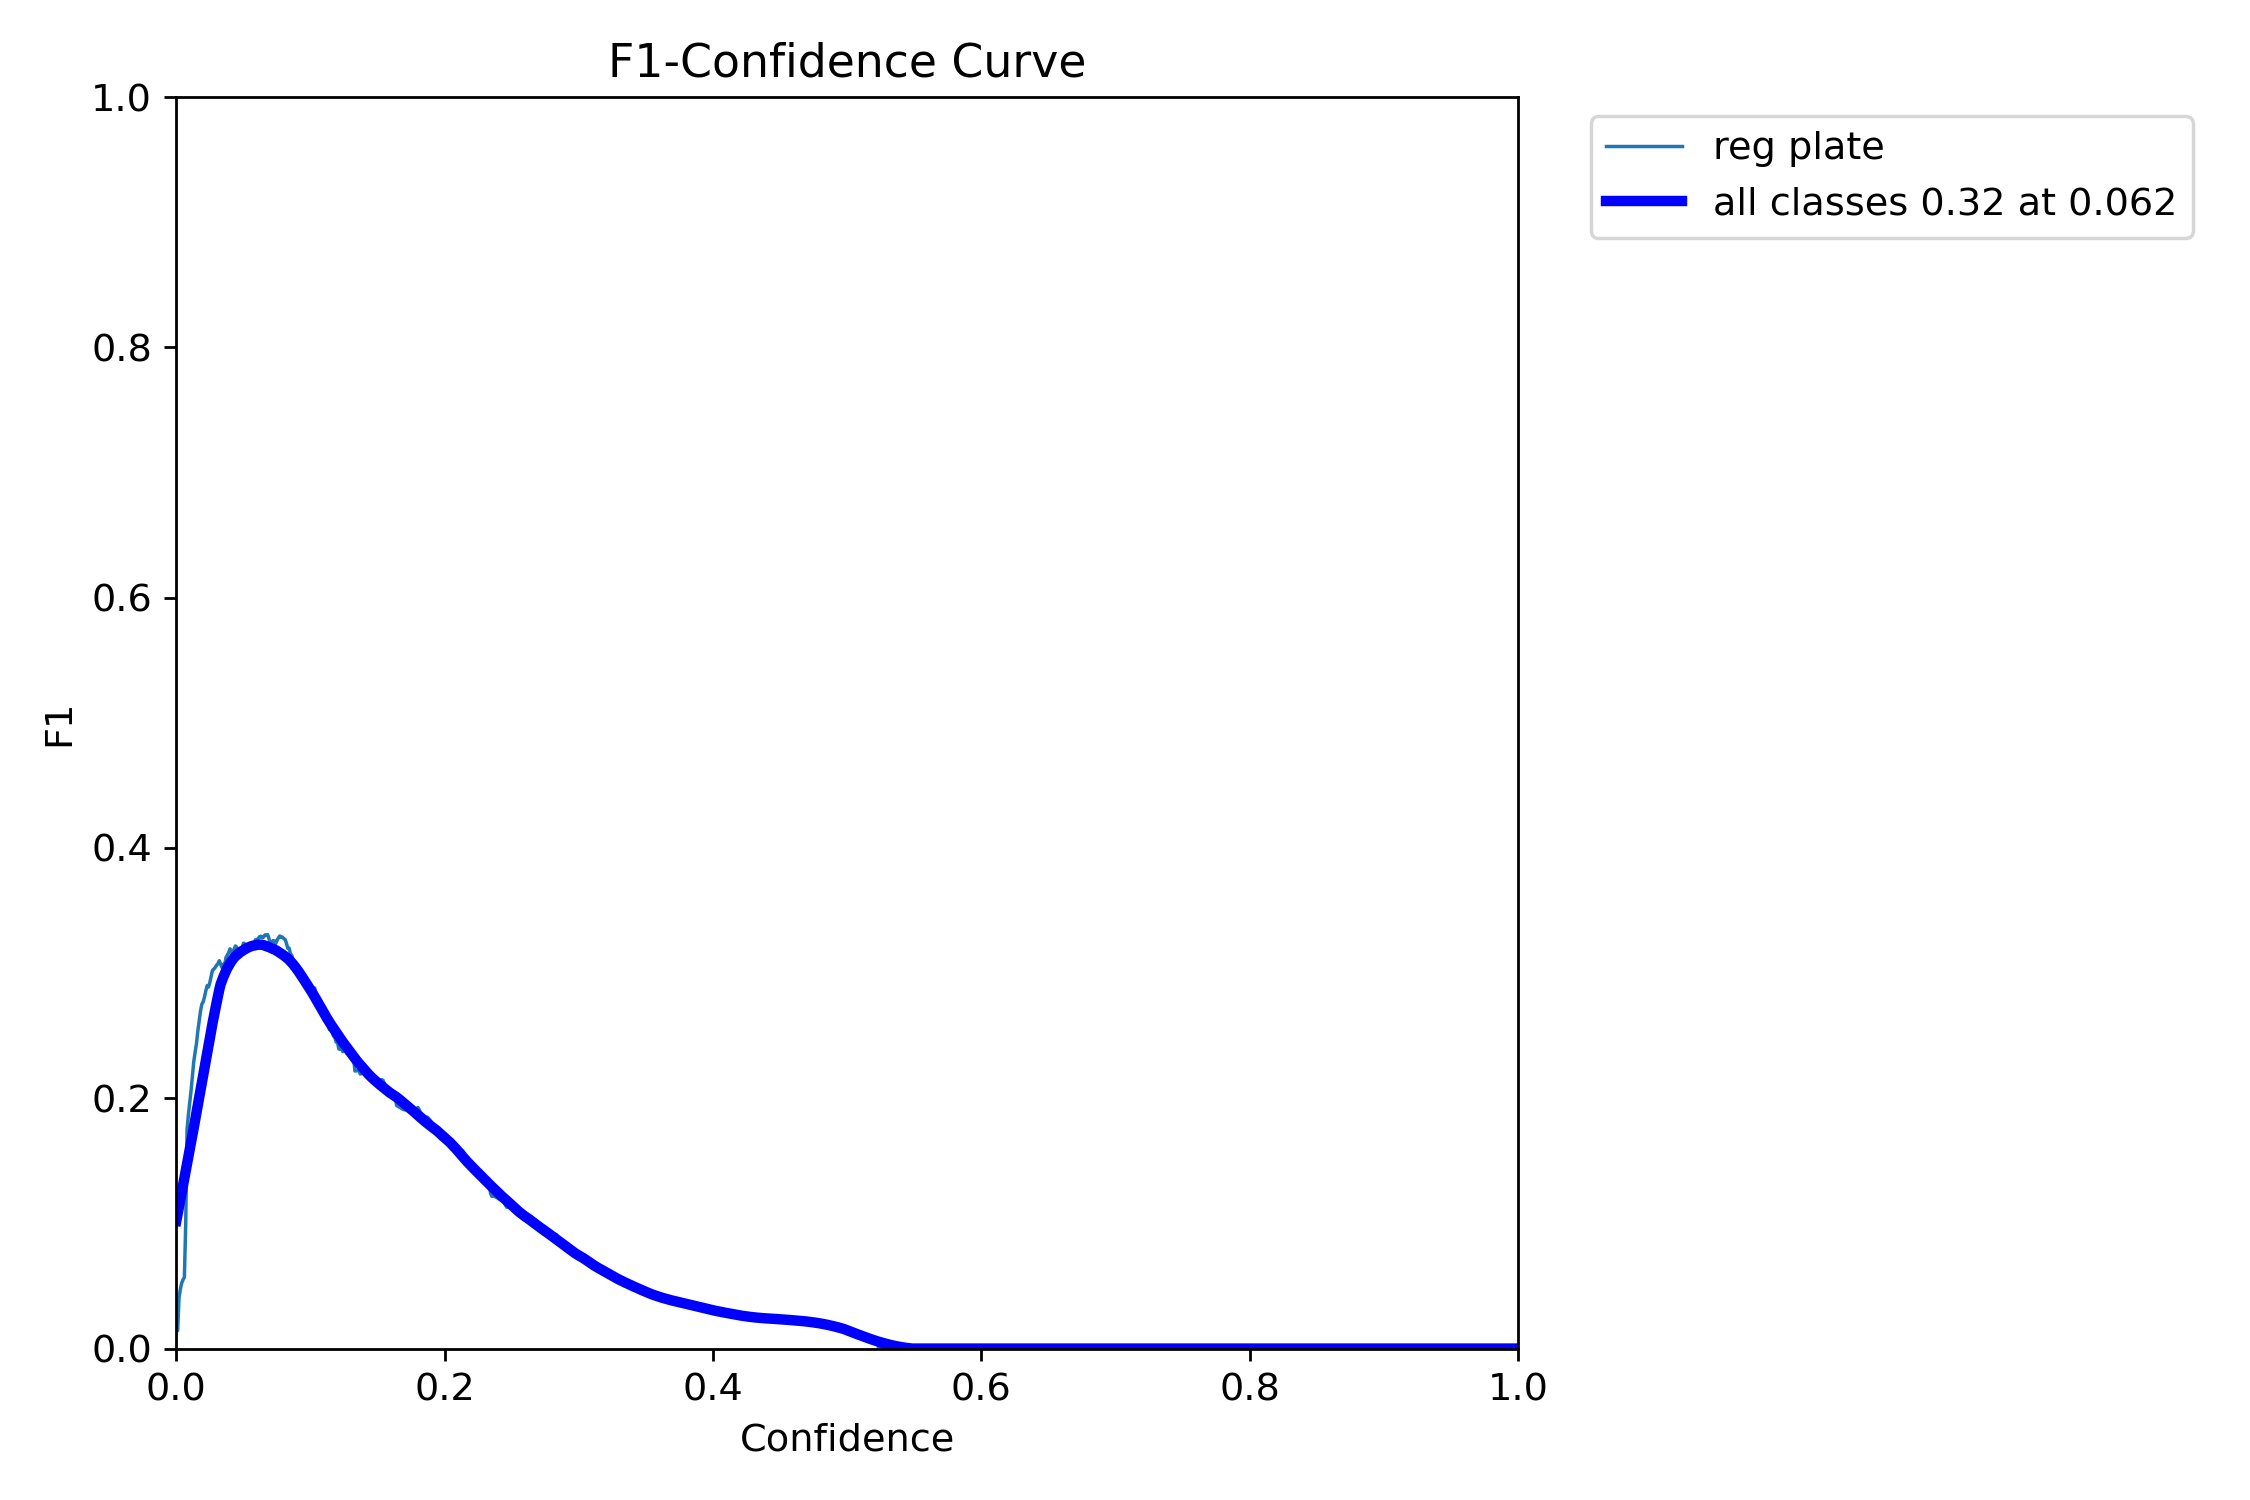 F1-Confidence Curve
1.0
0.8
0.6
0.4
0.2
0.0
F1
0.0 0.2 0.4 0.6 0.8 1.0
Confidence
reg plate
all classes 0.32 at 0.062